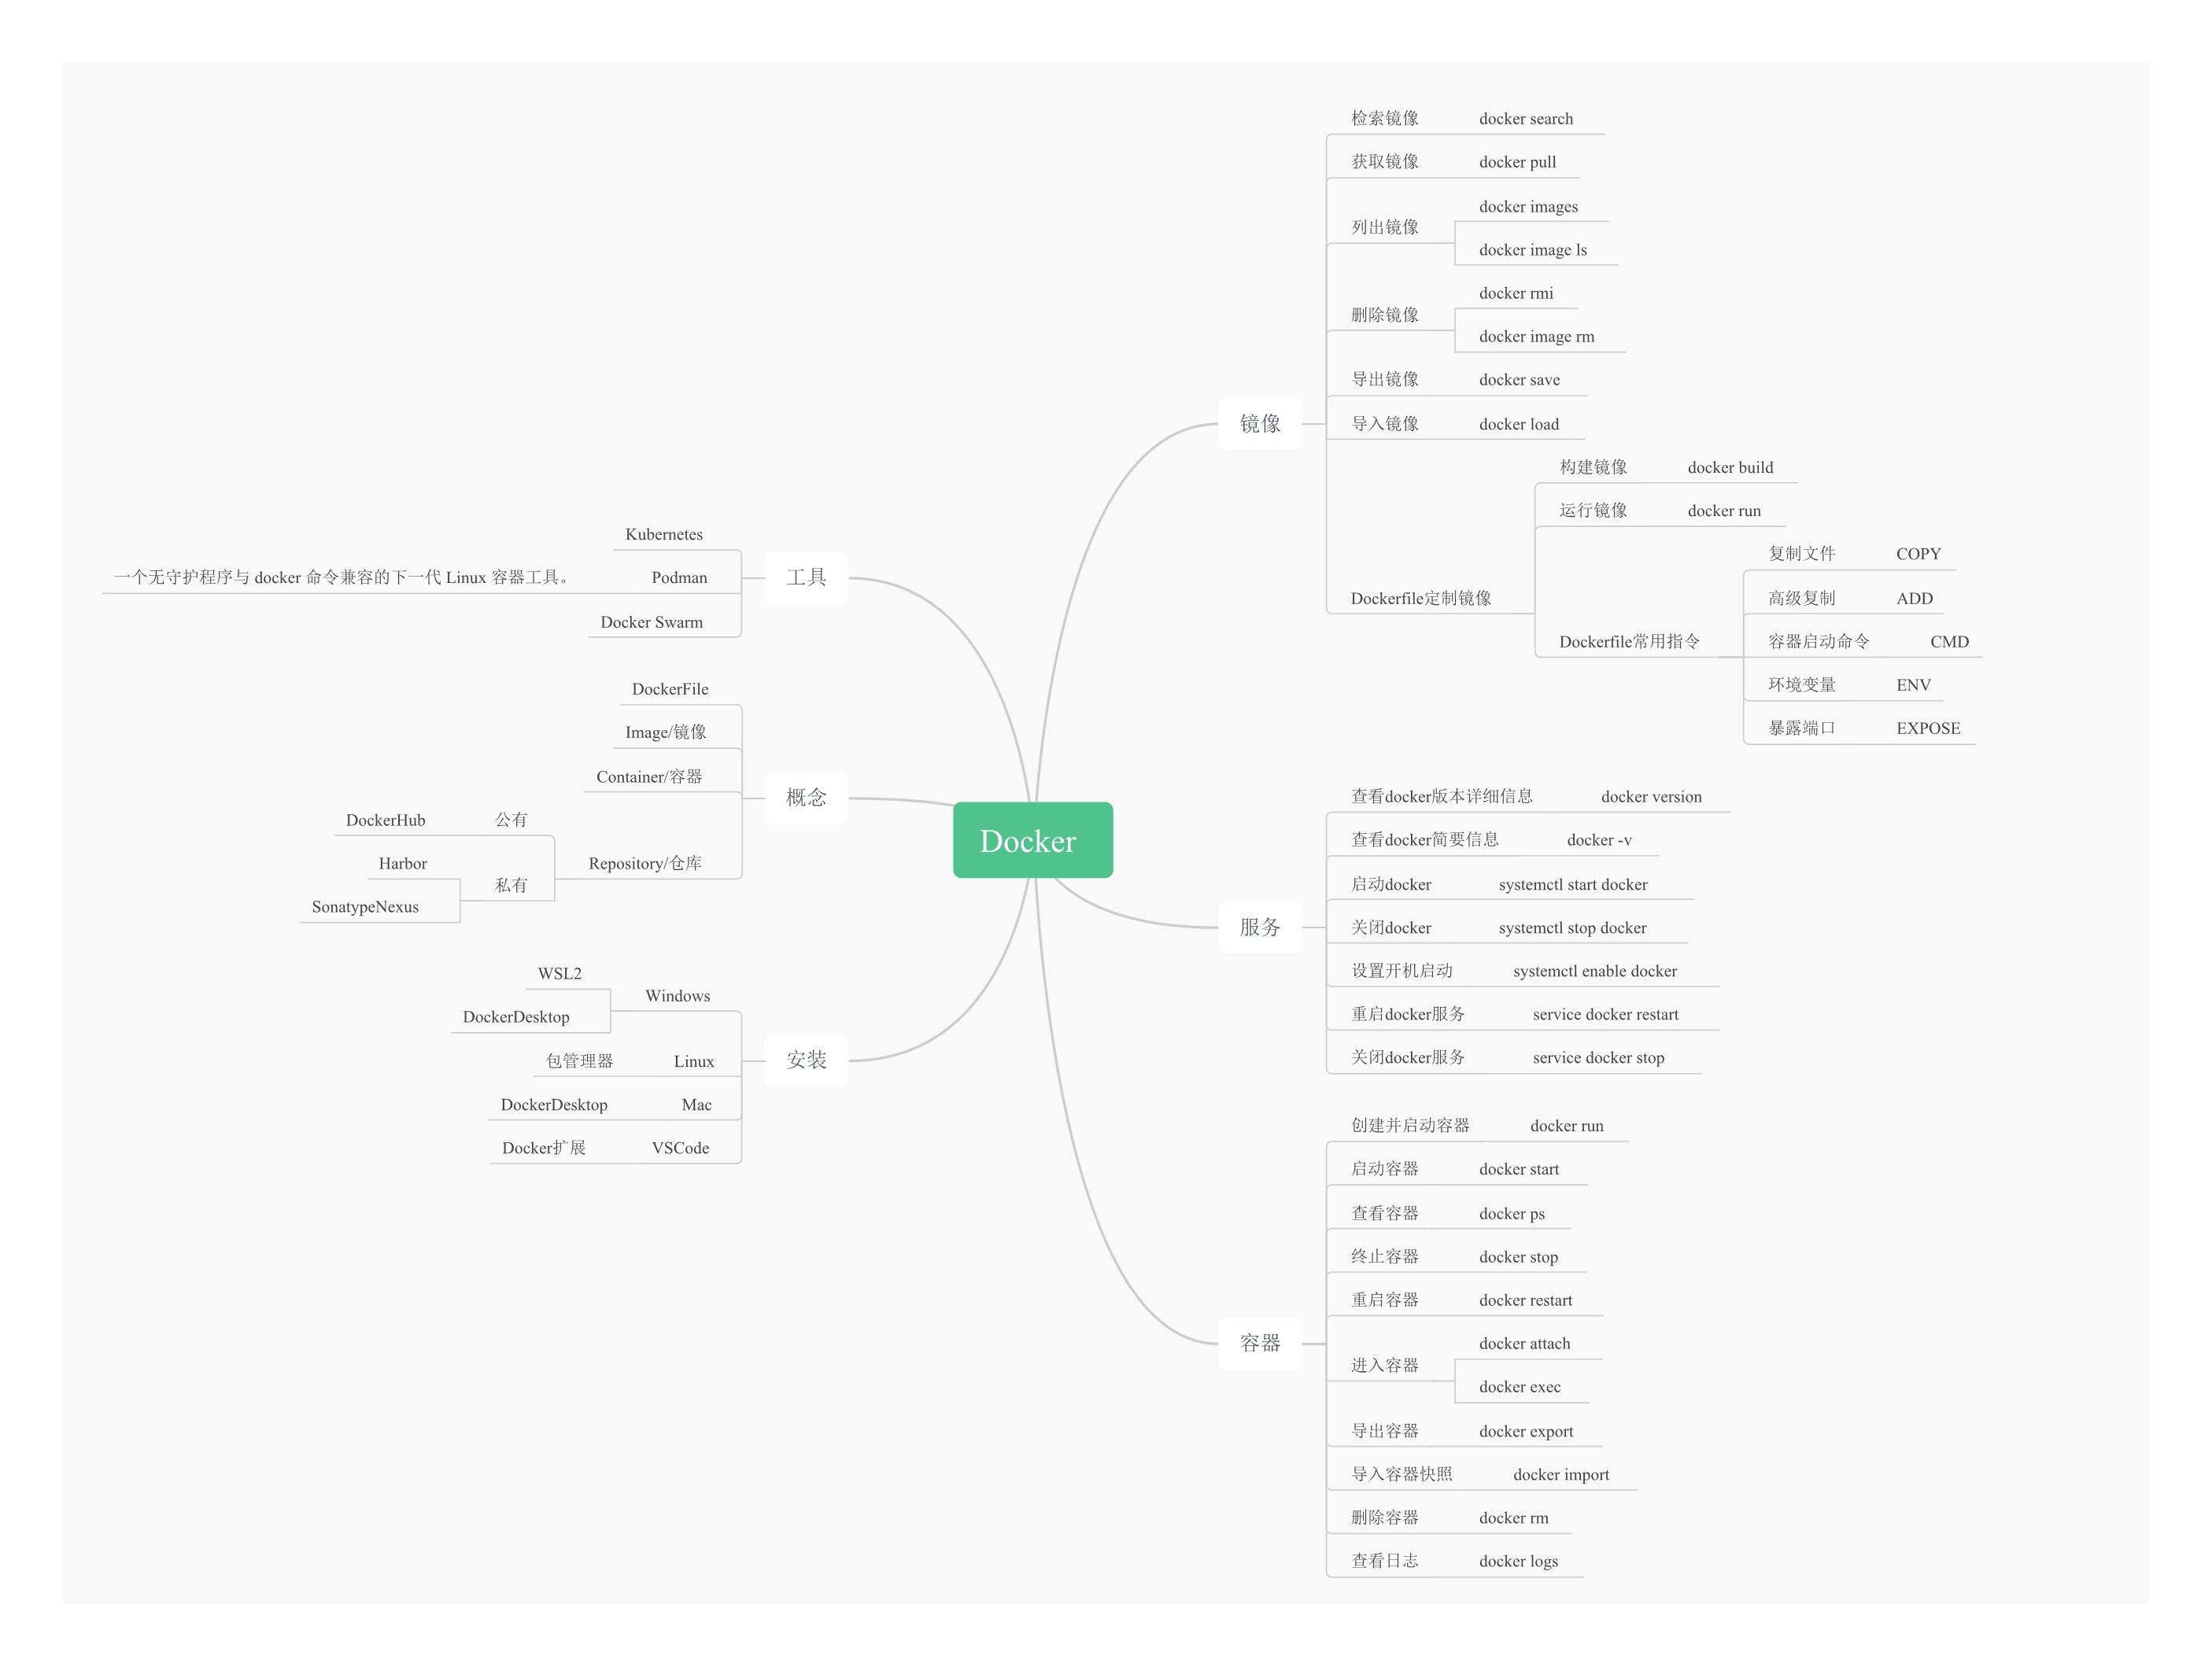 Docker
镜像
检索镜像 docker search
获取镜像 docker pull
列出镜像
docker images
docker image ls
删除镜像
docker rmi
docker image rm
导出镜像 docker save
导入镜像 docker load
Dockerfile定制镜像
构建镜像 docker build
运行镜像 docker run
Dockerfile常用指令
复制文件 COPY
高级复制 ADD
容器启动命令 CMD
环境变量 ENV
暴露端口 EXPOSE
服务
查看docker版本详细信息 docker version
查看docker简要信息 docker -v
启动docker systemctl start docker
关闭docker systemctl stop docker
设置开机启动 systemctl enable docker
重启docker服务 service docker restart
关闭docker服务 service docker stop
容器
创建并启动容器 docker run
启动容器 docker start
查看容器 docker ps
终止容器 docker stop
重启容器 docker restart
进入容器
docker attach
docker exec
导出容器 docker export
导入容器快照 docker import
删除容器 docker rm
查看日志 docker logs
工具
Kubernetes
一个无守护程序与 docker 命令兼容的下一代 Linux 容器工具。 Podman
Docker Swarm
概念
DockerFile
Image/镜像
Container/容器
Repository/仓库
DockerHub 公有
私有
Harbor
SonatypeNexus
安装
Windows
WSL2
DockerDesktop
包管理器 Linux
DockerDesktop Mac
Docker扩展 VSCode